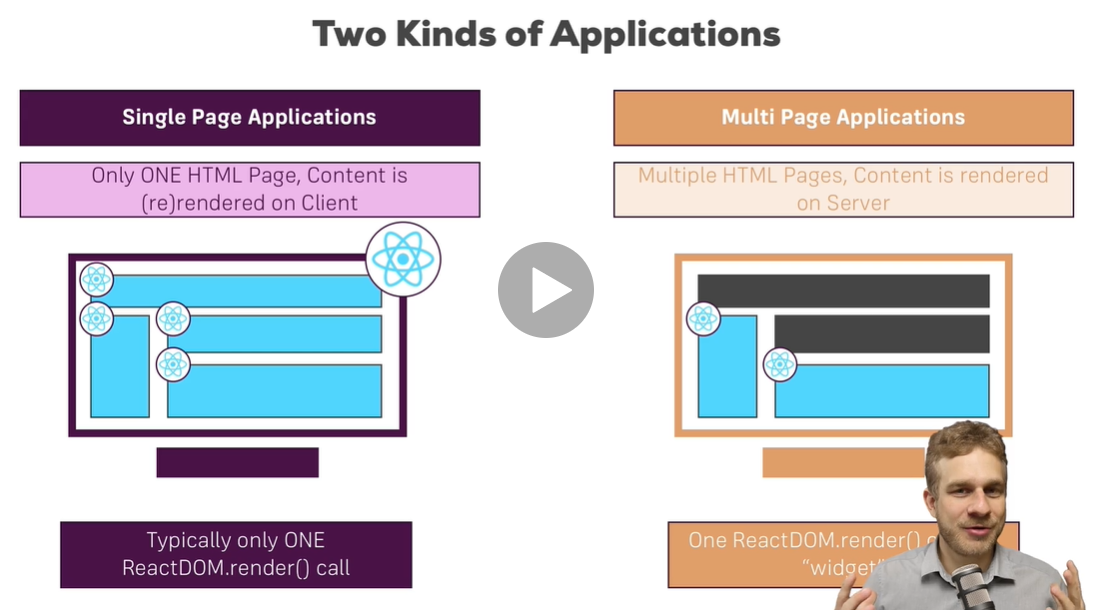 Two Kinds of Applications
Single Page Applications
Multi Page Applications
Only ONE HTML Page, Content is
(re)rendered on Client
Multiple HTML Pages, Content is rendered
on Server
Typically only ONE
ReactDOM.render() call
One ReactDOM.render()
“widget”